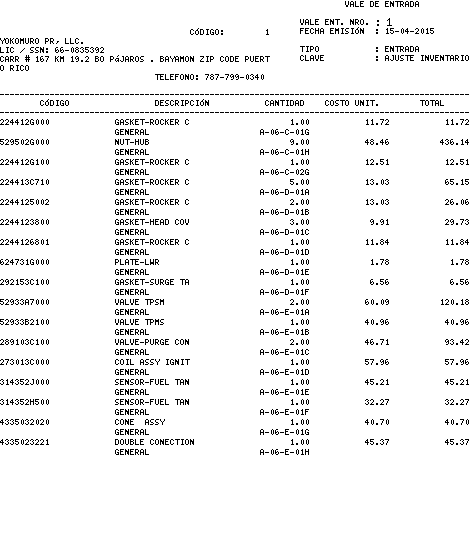 VALE DE ENTRADA
VALE ENT. NRO. : 1
CÓDIGO: 1 FECHA EMISIÓN : 15-04-2015
YOKOMURO PR, LLC.
LIC / SSN: 66-0835392 TIPO : ENTRADA
CARR # 167 KM 19.2 BO PÁJAROS . BAYAMON ZIP CODE PUERT CLAVE : AJUSTE INVENTARIO
O RICO
TELEFONO: 787-799-0340
CÓDIGO DESCRIPCIÓN CANTIDAD COSTO UNIT. TOTAL
224412G000 GASKET-ROCKER C 1.00 11.72 11.72
GENERAL A-06-C-01G
529502G000 NUT-HUB 9.00 48.46 436.14
GENERAL A-06-C-01H
224412G100 GASKET-ROCKER C 1.00 12.51 12.51
GENERAL A-06-C-02G
224413C710 GASKET-ROCKER C 5.00 13.03 65.15
GENERAL A-06-D-01A
2244125002 GASKET-ROCKER C 2.00 13.03 26.06
GENERAL A-06-D-01B
2244123800 GASKET-HEAD COV 3.00 9.91 29.73
GENERAL A-06-D-01C
2244126801 GASKET-ROCKER C 1.00 11.84 11.84
GENERAL A-06-D-01D
624731G000 PLATE-LWR 1.00 1.78 1.78
GENERAL A-06-D-01E
292153C100 GASKET-SURGE TA 1.00 6.56 6.56
GENERAL A-06-D-01F
52933A7000 VALVE TPSM 2.00 60.09 120.18
GENERAL A-06-E-01A
52933B2100 VALVE TPMS 1.00 40.96 40.96
GENERAL A-06-E-01B
289103C100 VALVE-PURGE CON 2.00 46.71 93.42
GENERAL A-06-E-01C
273013C000 COIL ASSY IGNIT 1.00 57.96 57.96
GENERAL A-06-E-01D
314352J000 SENSOR-FUEL TAN 1.00 45.21 45.21
GENERAL A-06-E-01E
314352H500 SENSOR-FUEL TAN 1.00 32.27 32.27
GENERAL A-06-E-01F
4335032020 CONE ASSY 1.00 40.70 40.70
GENERAL A-06-E-01G
4335023221 DOUBLE CONECTION 1.00 45.37 45.37
GENERAL A-06-E-01H